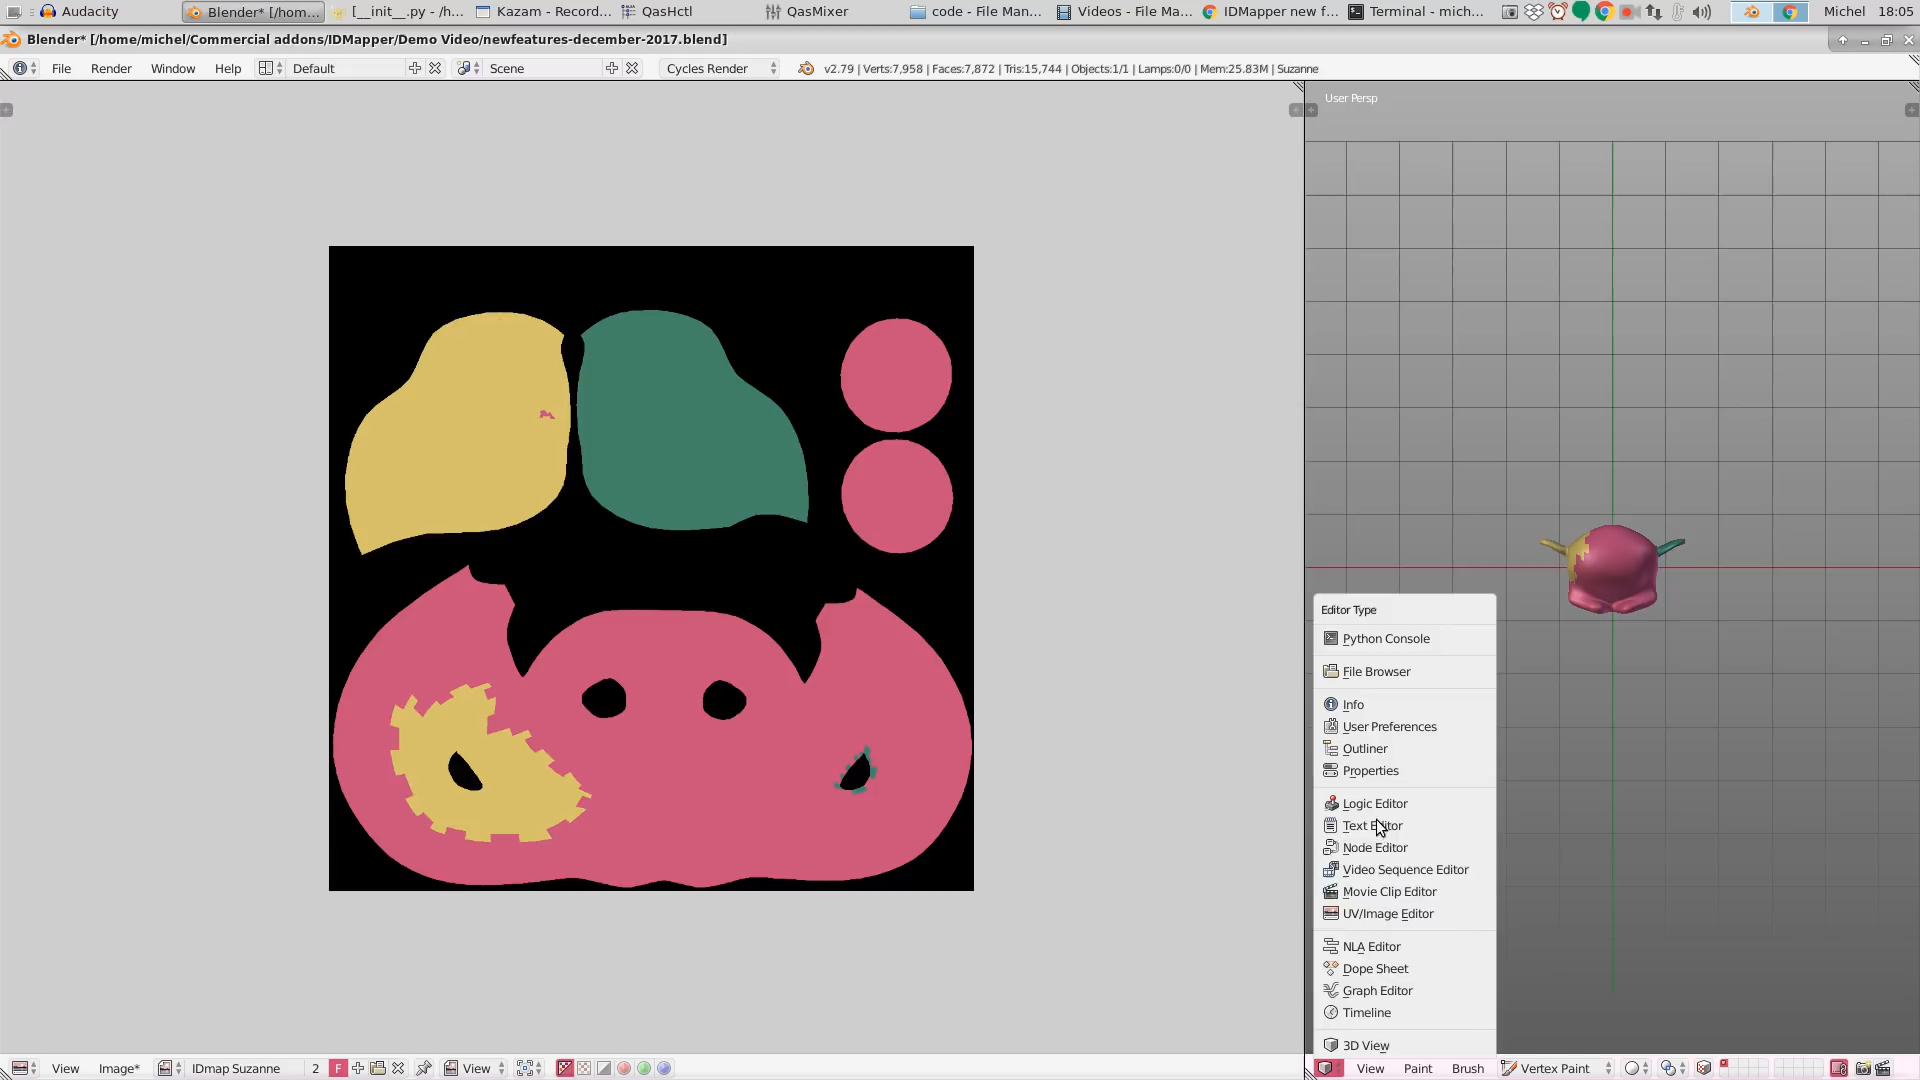 Audacity
Blender* [/hom...
[__init__.py - /h...
Kazam - Record...
QasHctl
QasMixer
code - File Man...
Videos - File Ma...
IDMapper new f...
Terminal - mich...
Michel
18:05
Blender* [/home/michel/Commercial addons/IDMapper/Demo Video/newfeatures-december-2017.blend]
File
Render
Window
Help
Default
Scene
Cycles Render
v2.79 | Verts:7,958 | Faces:7,872 | Tris:15,744 | Objects:1/1 | Lamps:0/0 | Mem:25.83M | Suzanne
User Persp
Editor Type
Python Console
File Browser
Info
User Preferences
Outliner
Properties
Logic Editor
Text Editor
Node Editor
Video Sequence Editor
Movie Clip Editor
UV/Image Editor
NLA Editor
Dope Sheet
Graph Editor
Timeline
3D View
View
Image*
IDmap Suzanne
2
F
View
View
Paint
Brush
Vertex Paint